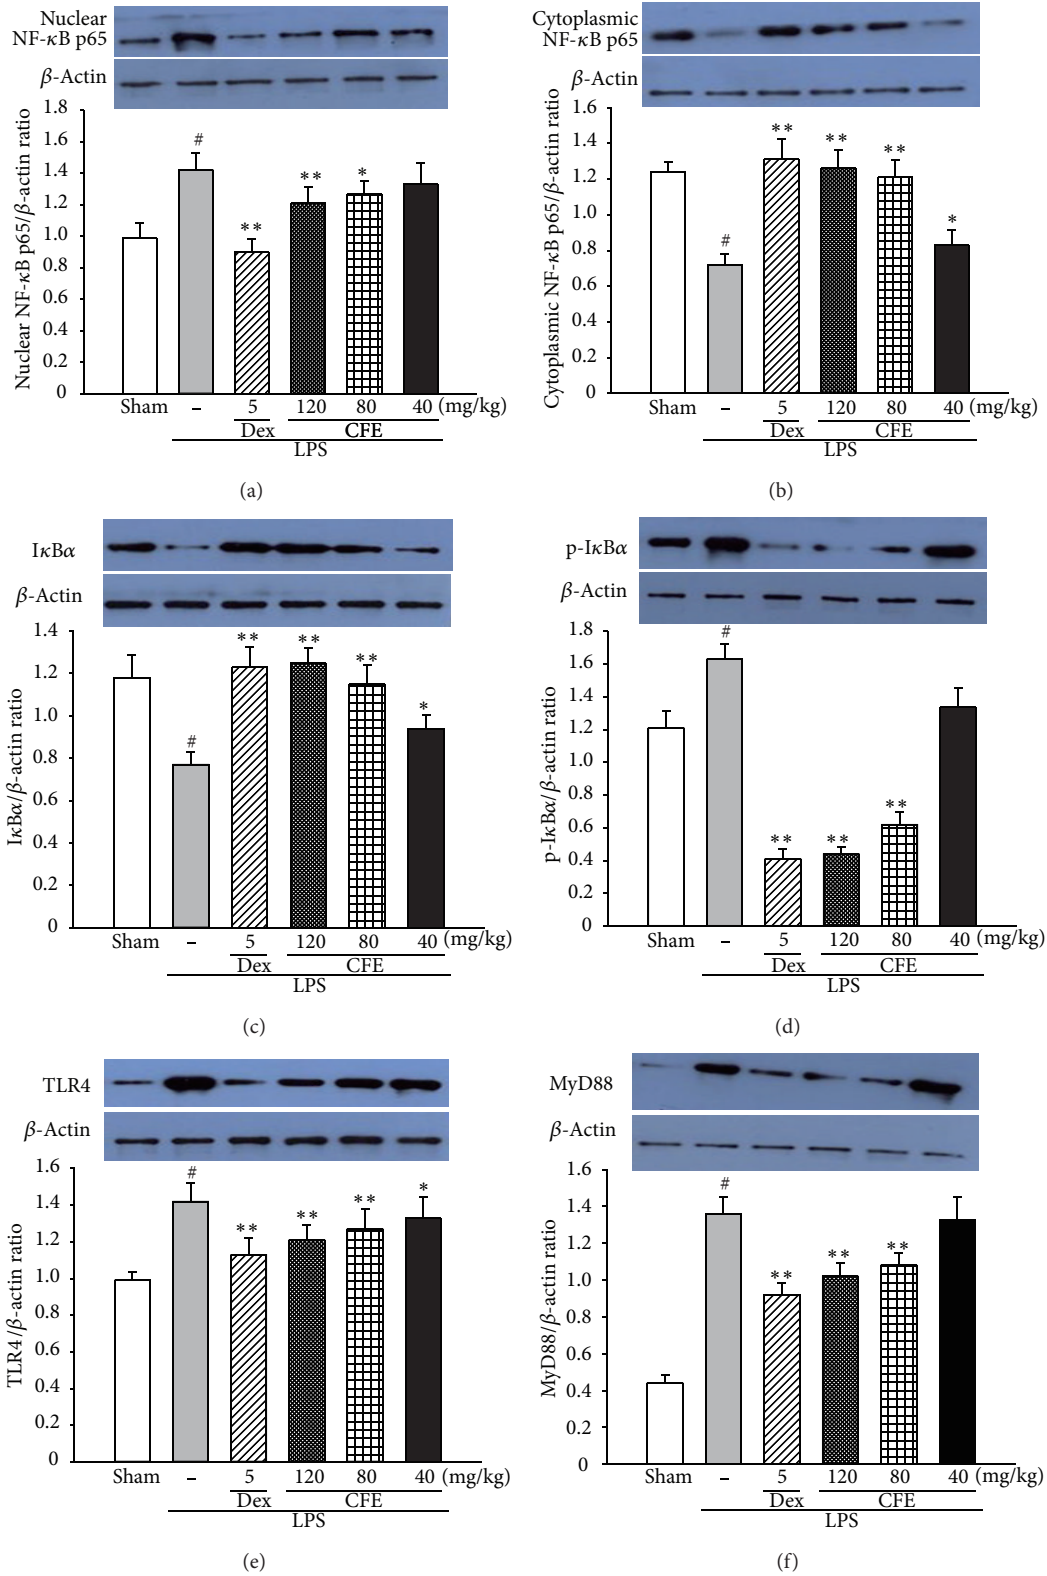 Nuclear
NF-κB p65
β-Actin
Nuclear NF-κB p65/β-actin ratio
1.8
1.6
1.4
1.2
1.0
0.8
0.6
0.4
0.2
0
#
**
**
*
Sham – 5 120 80 40 (mg/kg)
Dex CFE
LPS
(a)
Cytoplasmic
NF-κB p65
β-Actin
Cytoplasmic NF-κB p65/β-actin ratio
1.6
1.4
1.2
1.0
0.8
0.6
0.4
0.2
0
#
**
**
**
*
Sham – 5 120 80 40 (mg/kg)
Dex CFE
LPS
(b)
IκBα
β-Actin
IκBα/β-actin ratio
1.4
1.2
1.0
0.8
0.6
0.4
0.2
0
#
**
**
**
*
Sham – 5 120 80 40 (mg/kg)
Dex CFE
LPS
(c)
p-IκBα
β-Actin
p-IκBα/β-actin ratio
1.8
1.6
1.4
1.2
1.0
0.8
0.6
0.4
0.2
0
#
**
**
**
Sham – 5 120 80 40 (mg/kg)
Dex CFE
LPS
(d)
TLR4
β-Actin
TLR4/β-actin ratio
1.6
1.4
1.2
1.0
0.8
0.6
0.4
0.2
0
#
**
**
**
*
Sham – 5 120 80 40 (mg/kg)
Dex CFE
LPS
(e)
MyD88
β-Actin
MyD88/β-actin ratio
1.6
1.4
1.2
1.0
0.8
0.6
0.4
0.2
0
#
**
**
**
Sham – 5 120 80 40 (mg/kg)
Dex CFE
LPS
(f)